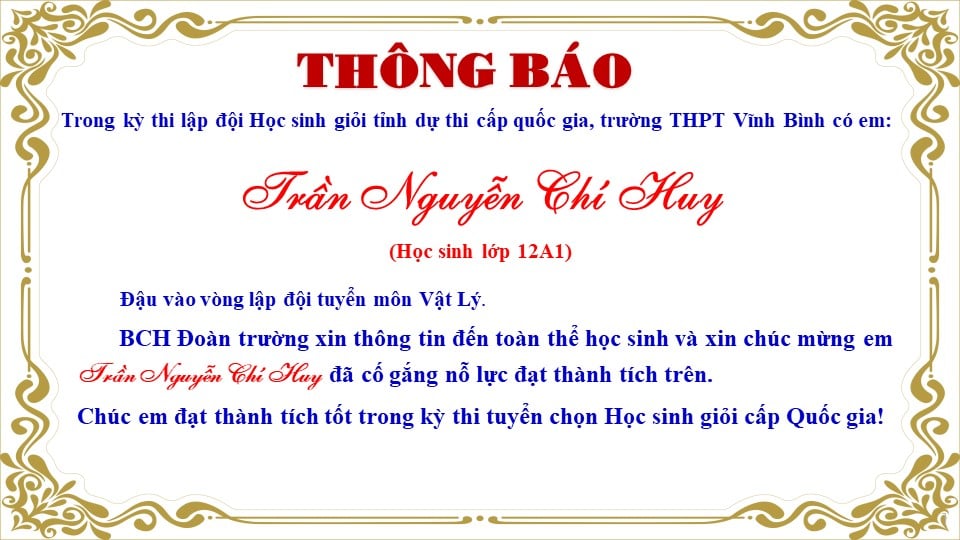 THÔNG BÁO
Trong kỳ thi lập đội Học sinh giỏi tỉnh dự thi cấp quốc gia, trường THPT Vĩnh Bình có em:
Trần Nguyễn Chí Huy
(Học sinh lớp 12A1)
Đậu vào vòng lập đội tuyển môn Vật Lý.
BCH Đoàn trường xin thông tin đến toàn thể học sinh và xin chúc mừng em
Trần Nguyễn Chí Huy đã cố gắng nỗ lực đạt thành tích trên.
Chúc em đạt thành tích tốt trong kỳ thi tuyển chọn Học sinh giỏi cấp Quốc gia!